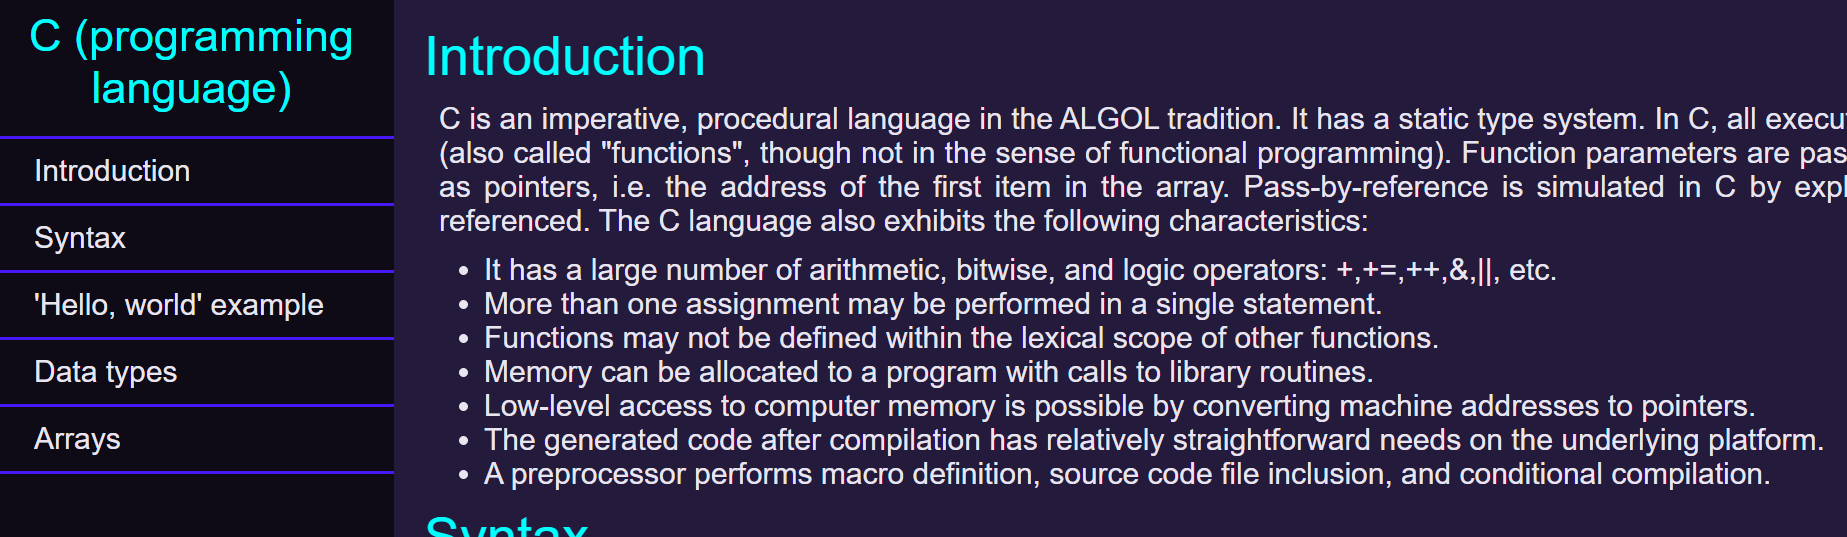 C (programming
language)
Introduction
Syntax
'Hello, world' example
Data types
Arrays
Introduction
C is an imperative, procedural language in the ALGOL tradition. It has a static type system. In C, all
(also called "functions", though not in the sense of functional programming). Function parameters are
as pointers, i.e. the address of the first item in the array. Pass-by-reference is simulated in C by
referenced. The C language also exhibits the following characteristics:
• It has a large number of arithmetic, bitwise, and logic operators: +,+=,++,&,||, etc.
• More than one assignment may be performed in a single statement.
• Functions may not be defined within the lexical scope of other functions.
• Memory can be allocated to a program with calls to library routines.
• Low-level access to computer memory is possible by converting machine addresses to pointers.
• The generated code after compilation has relatively straightforward needs on the underlying platform.
• A preprocessor performs macro definition, source code file inclusion, and conditional compilation.
Syntax